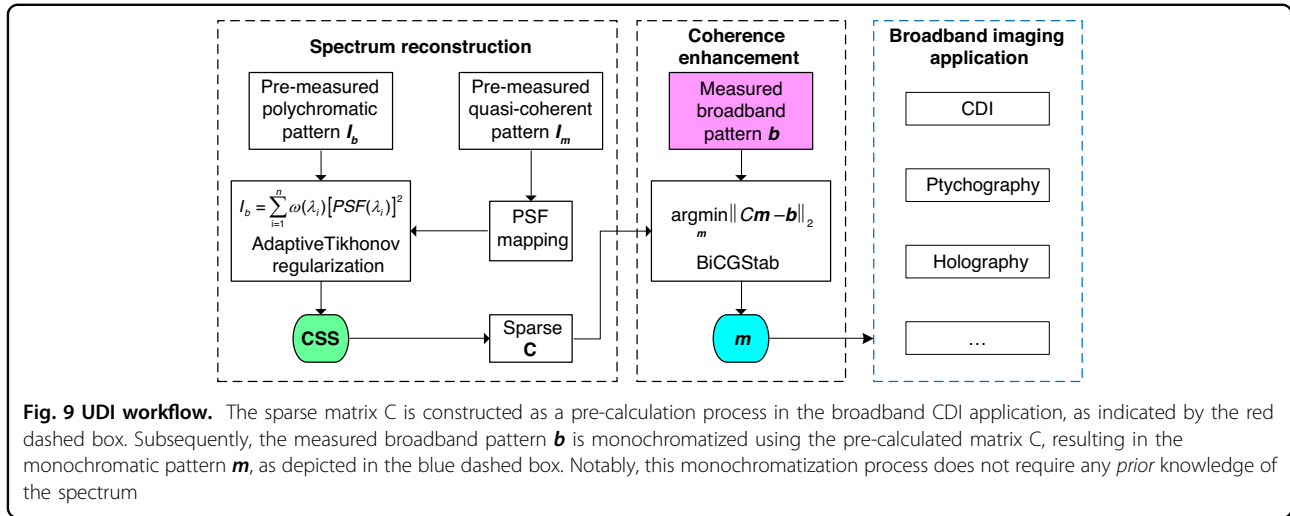 Spectrum reconstruction
Pre-measured
polychromatic
pattern I_b
Pre-measured
quasi-coherent
pattern I_m
I_b = \sum_{i=1}^{n} ω(λ_i)[PSF(λ_i)]^2
AdaptiveTikhonov
regularization
PSF
mapping
CSS
Sparse
C
Coherence
enhancement
Measured
broadband
pattern b
argmin_m ||Cm – b||_2
BiCGStab
m
Broadband imaging
application
CDI
Ptychography
Holography
...
Fig. 9 UDI workflow. The sparse matrix C is constructed as a pre-calculation process in the broadband CDI application, as indicated by the red
dashed box. Subsequently, the measured broadband pattern b is monochromatized using the pre-calculated matrix C, resulting in the
monochromatic pattern m, as depicted in the blue dashed box. Notably, this monochromatization process does not require any prior knowledge of
the spectrum